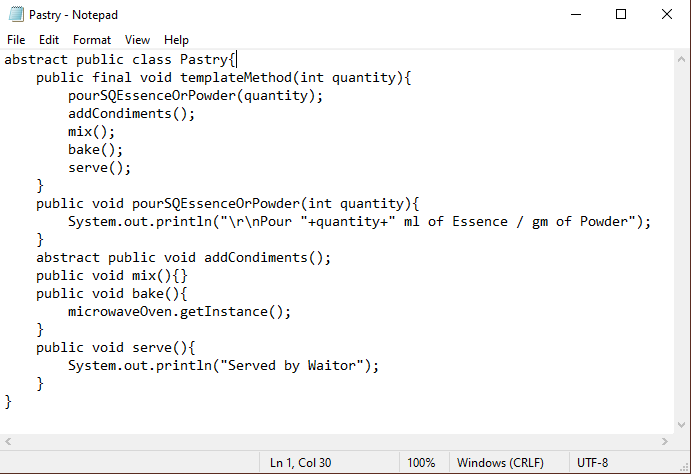 Pastry - Notepad
File Edit Format View Help
abstract public class Pastry{
    public final void templateMethod(int quantity){
        pourSQEssenceOrPowder(quantity);
        addCondiments();
        mix();
        bake();
        serve();
    }
    public void pourSQEssenceOrPowder(int quantity){
        System.out.println("\r\nPour "+quantity+" ml of Essence / gm of Powder");
    }
    abstract public void addCondiments();
    public void mix(){}
    public void bake(){
        microwaveOven.getInstance();
    }
    public void serve(){
        System.out.println("Served by Waitor");
    }
}
Ln 1, Col 30 100% Windows (CRLF) UTF-8